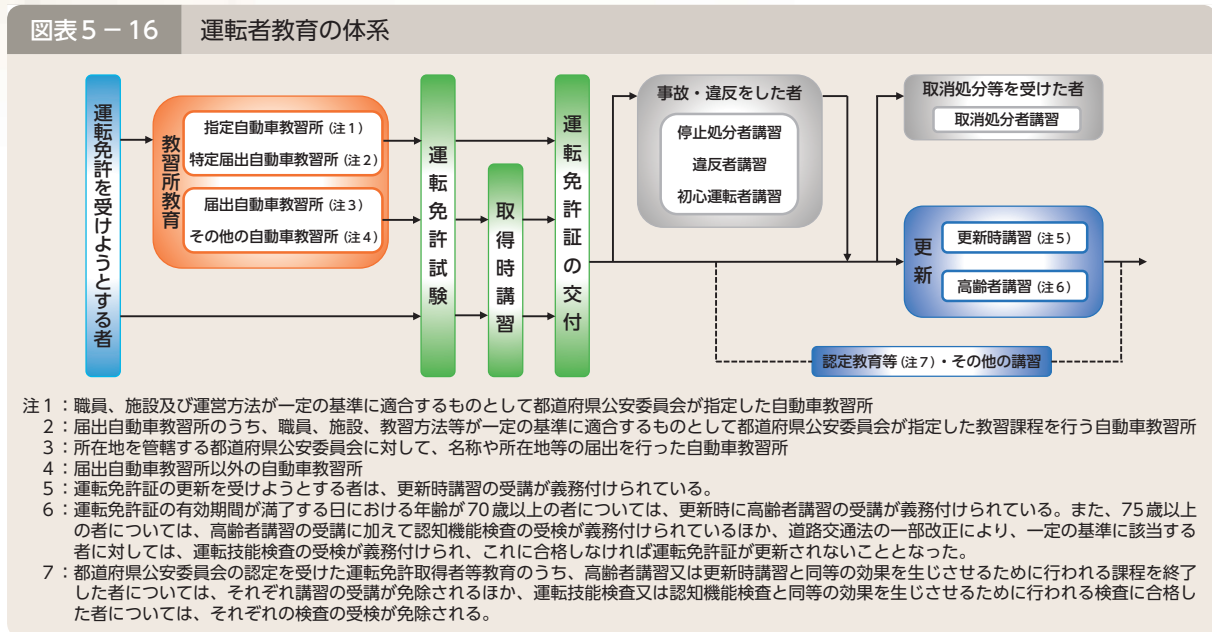 図表5-16 運転者教育の体系
運転免許を受けようとする者
教習所教育
指定自動車教習所(注1)
特定届出自動車教習所(注2)
届出自動車教習所(注3)
その他の自動車教習所(注4)
運転免許試験
取得時講習
運転免許証の交付
事故・違反をした者
停止処分者講習
違反者講習
初心運転者講習
取消処分等を受けた者
取消処分者講習
更新
更新時講習(注5)
高齢者講習(注6)
認定教育等(注7)・その他の講習
注1:職員、施設及び運営方法が一定の基準に適合するものとして都道府県公安委員会が指定した自動車教習所
2:届出自動車教習所のうち、職員、施設、教習方法等が一定の基準に適合するものとして都道府県公安委員会が指定した教習課程を行う自動車教習所
3:所在地を管轄する都道府県公安委員会に対して、名称や所在地等の届出を行った自動車教習所
4:届出自動車教習所以外の自動車教習所
5:運転免許証の更新を受けようとする者は、更新時講習の受講が義務付けられている。
6:運転免許証の有効期間が満了する日における年齢が70歳以上の者については、更新時に高齢者講習の受講が義務付けられている。また、75歳以上
の者については、高齢者講習の受講に加えて認知機能検査の受検が義務付けられているほか、道路交通法の一部改正により、一定の基準に該当する
者に対しては、運転技能検査の受検が義務付けられ、これに合格しなければ運転免許証が更新されないこととなった。
7:都道府県公安委員会の認定を受けた運転免許取得者等教育のうち、高齢者講習又は更新時講習と同等の効果を生じさせるために行われる課程を終了
した者については、それぞれ講習の受講が免除されるほか、運転技能検査又は認知機能検査と同等の効果を生じさせるために行われる検査に合格し
た者については、それぞれの検査の受検が免除される。